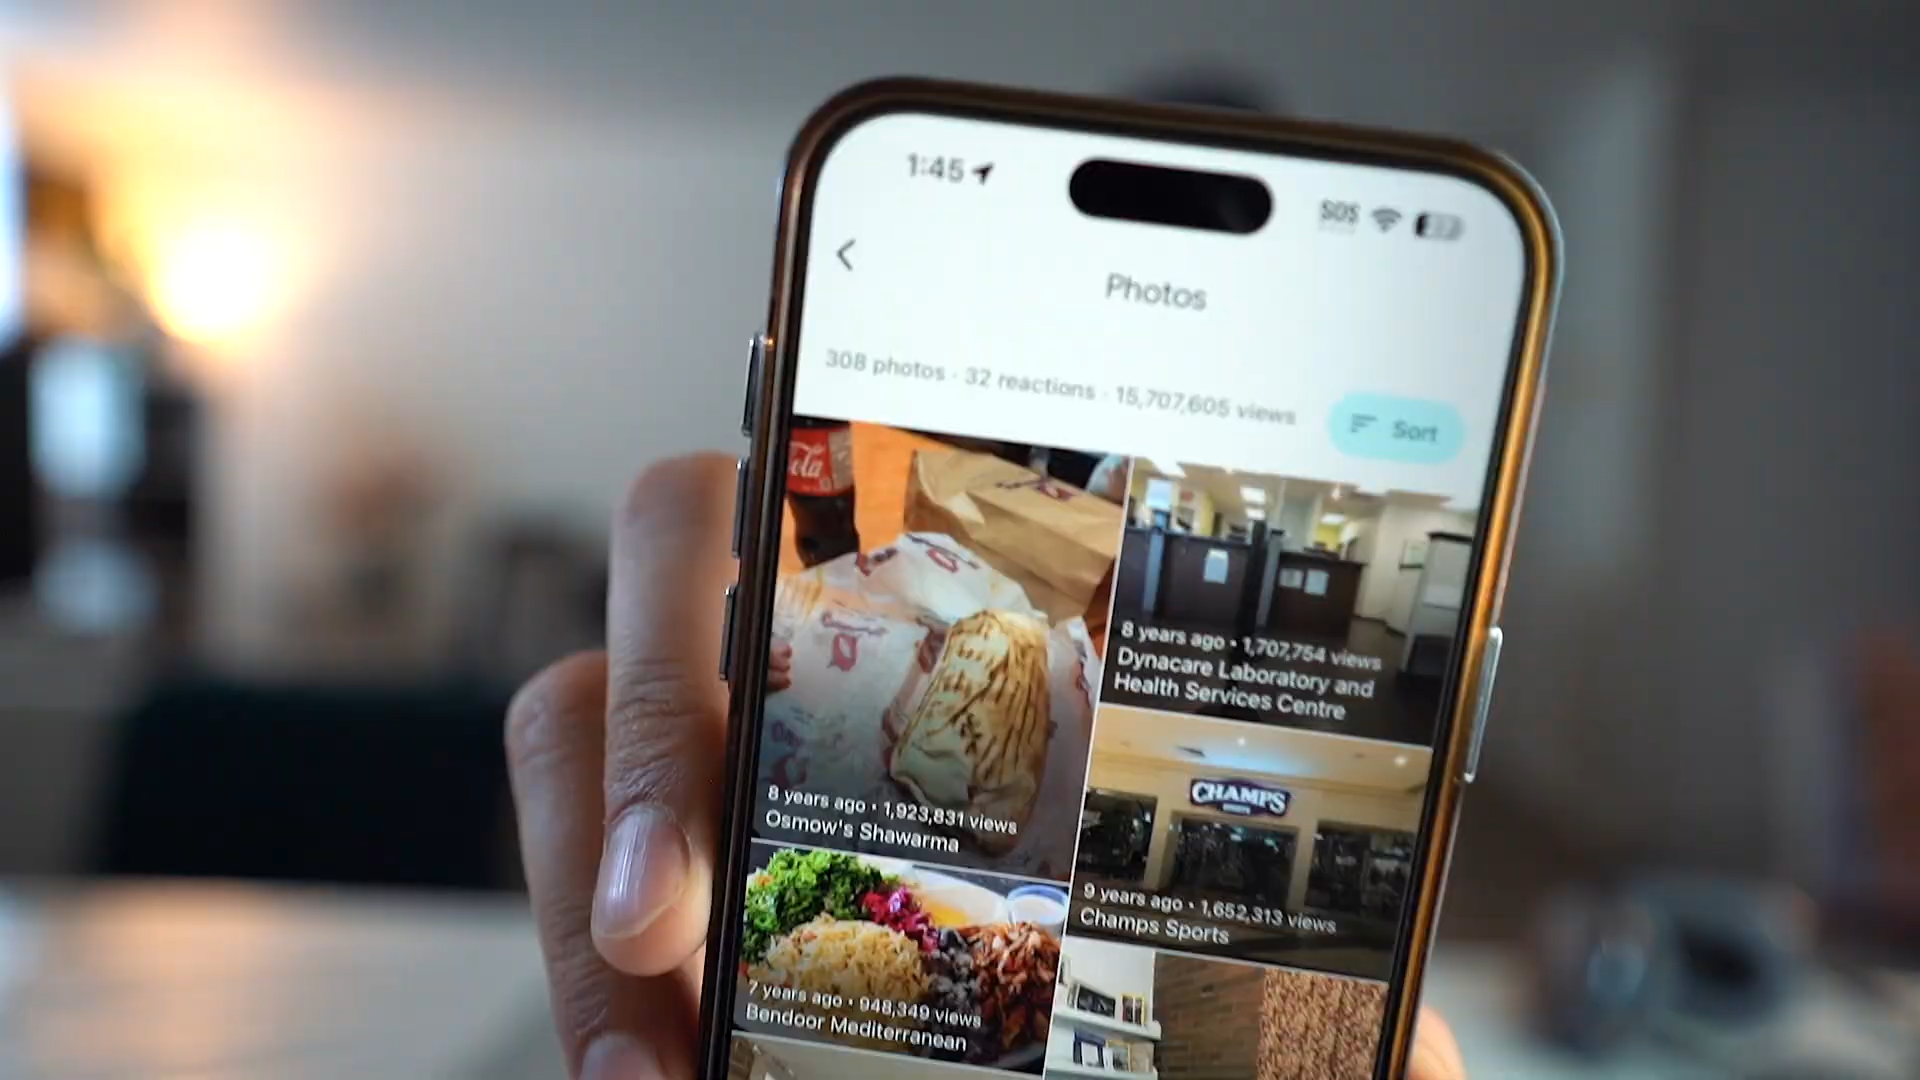 1:45
SOS
Photos
308 photos · 32 reactions · 15,707,605 views
Sort
8 years ago • 1,923,831 views
Osmow's Shawarma
8 years ago • 1,707,754 views
Dynacare Laboratory and
Health Services Centre
CHAMPS
9 years ago • 1,652,313 views
Champs Sports
7 years ago • 948,349 views
Bendoor Mediterranean